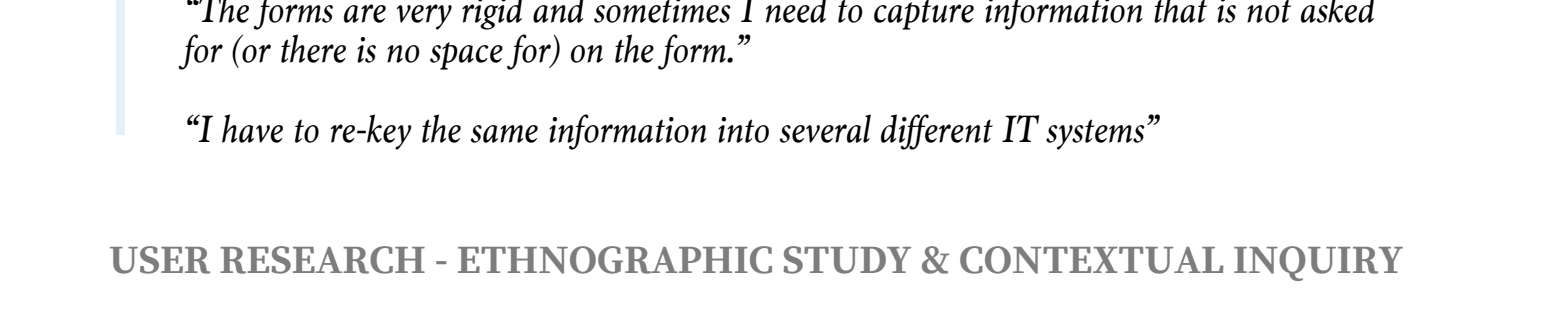 “The forms are very rigid and sometimes I need to capture information that is not asked
for (or there is no space for) on the form.”
“I have to re-key the same information into several different IT systems”
USER RESEARCH - ETHNOGRAPHIC STUDY & CONTEXTUAL INQUIRY